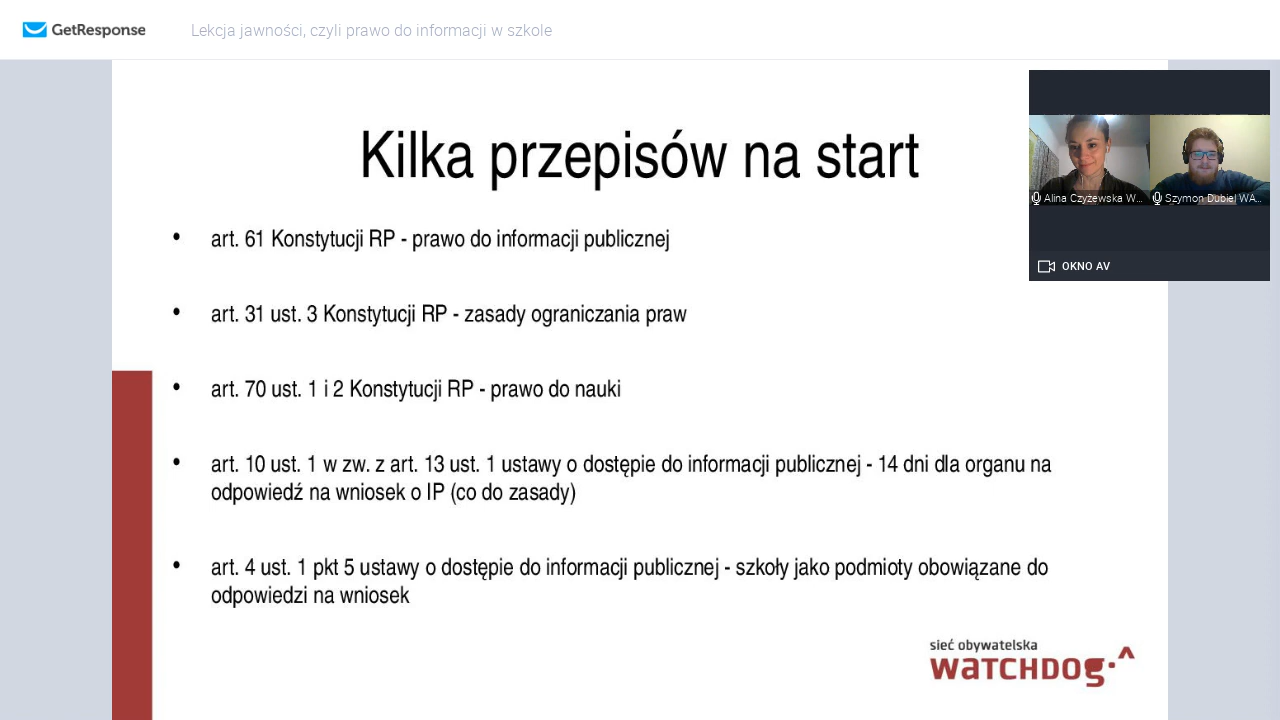 GetResponse
Lekcja jawności, czyli prawo do informacji w szkole
Kilka przepisów na start
Alina Czyżewska W...
Szymon Dubiel WA...
OKNO AV
• art. 61 Konstytucji RP - prawo do informacji publicznej
• art. 31 ust. 3 Konstytucji RP - zasady ograniczania praw
• art. 70 ust. 1 i 2 Konstytucji RP - prawo do nauki
• art. 10 ust. 1 w zw. z art. 13 ust. 1 ustawy o dostępie do informacji publicznej - 14 dni dla organu na
odpowiedź na wniosek o IP (co do zasady)
• art. 4 ust. 1 pkt 5 ustawy o dostępie do informacji publicznej - szkoły jako podmioty obowiązane do
odpowiedzi na wniosek
sieć obywatelska
WATCHDOG